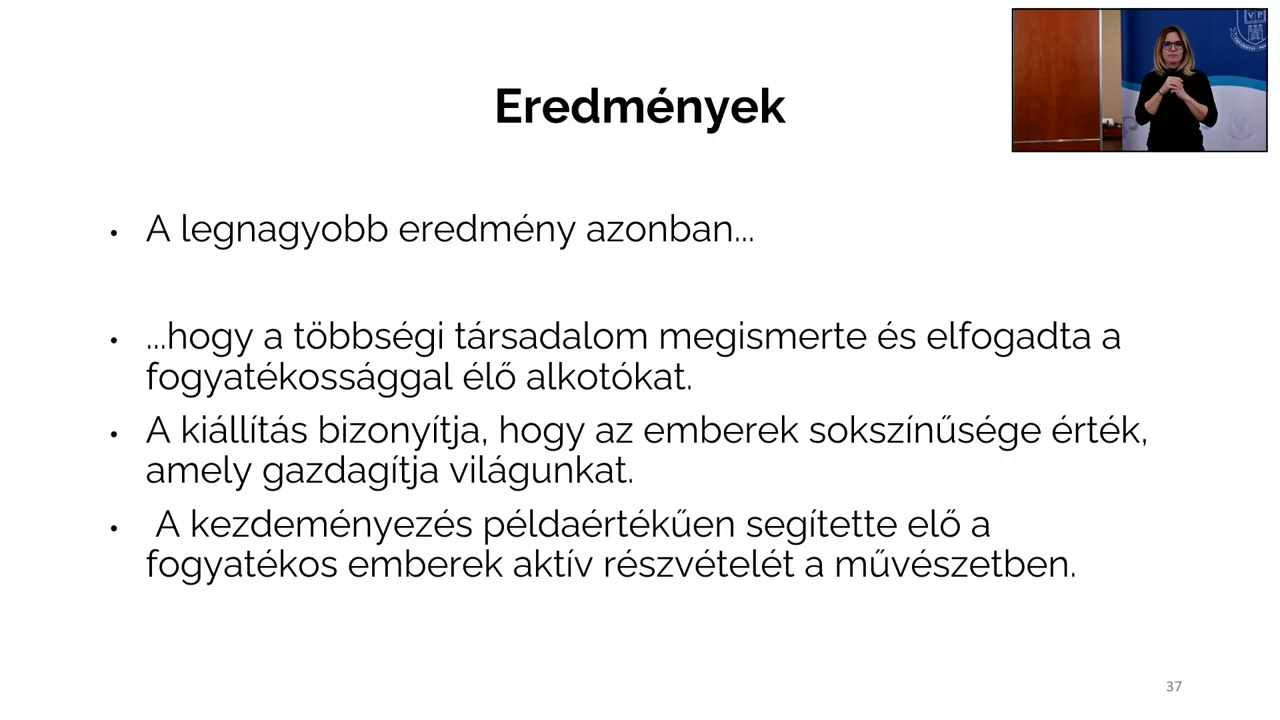 Eredmények
• A legnagyobb eredmény azonban...
• ...hogy a többségi társadalom megismerte és elfogadta a
fogyatékossággal élő alkotókat.
• A kiállítás bizonyítja, hogy az emberek sokszínűsége érték,
amely gazdagítja világunkat.
• A kezdeményezés példaértékűen segítette elő a
fogyatékos emberek aktív részvételét a művészetben.
37